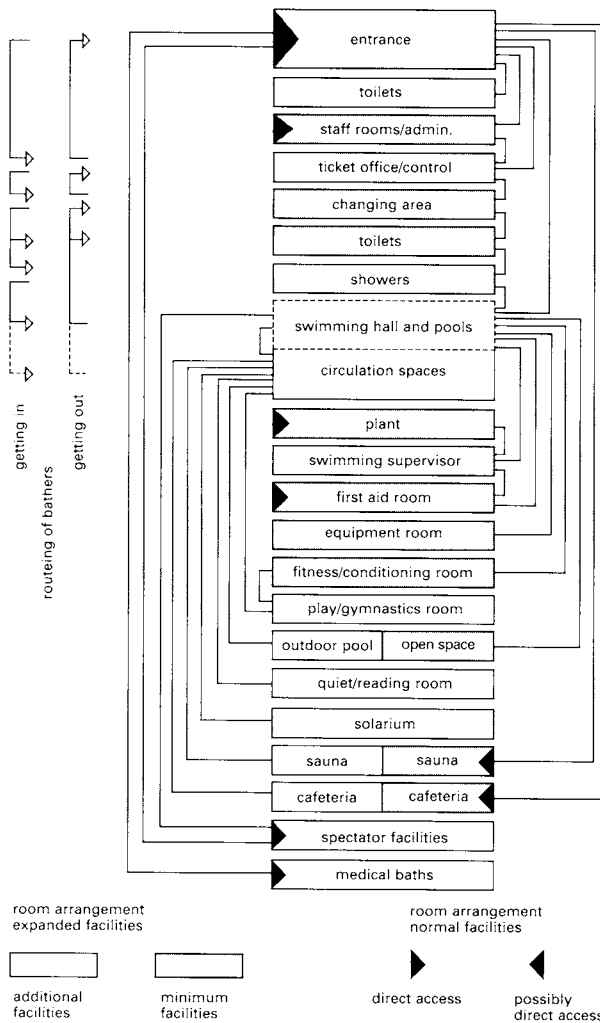 entrance
toilets
staff rooms/admin.
ticket office/control
changing area
toilets
showers
swimming hall and pools
circulation spaces
plant
swimming supervisor
first aid room
equipment room
fitness/conditioning room
play/gymnastics room
outdoor pool open space
quiet/reading room
solarium
sauna sauna
cafeteria cafeteria
spectator facilities
medical baths
getting in
getting out
routeing of bathers
room arrangement
expanded facilities
additional
facilities
minimum
facilities
room arrangement
normal facilities
direct access
possibly
direct access